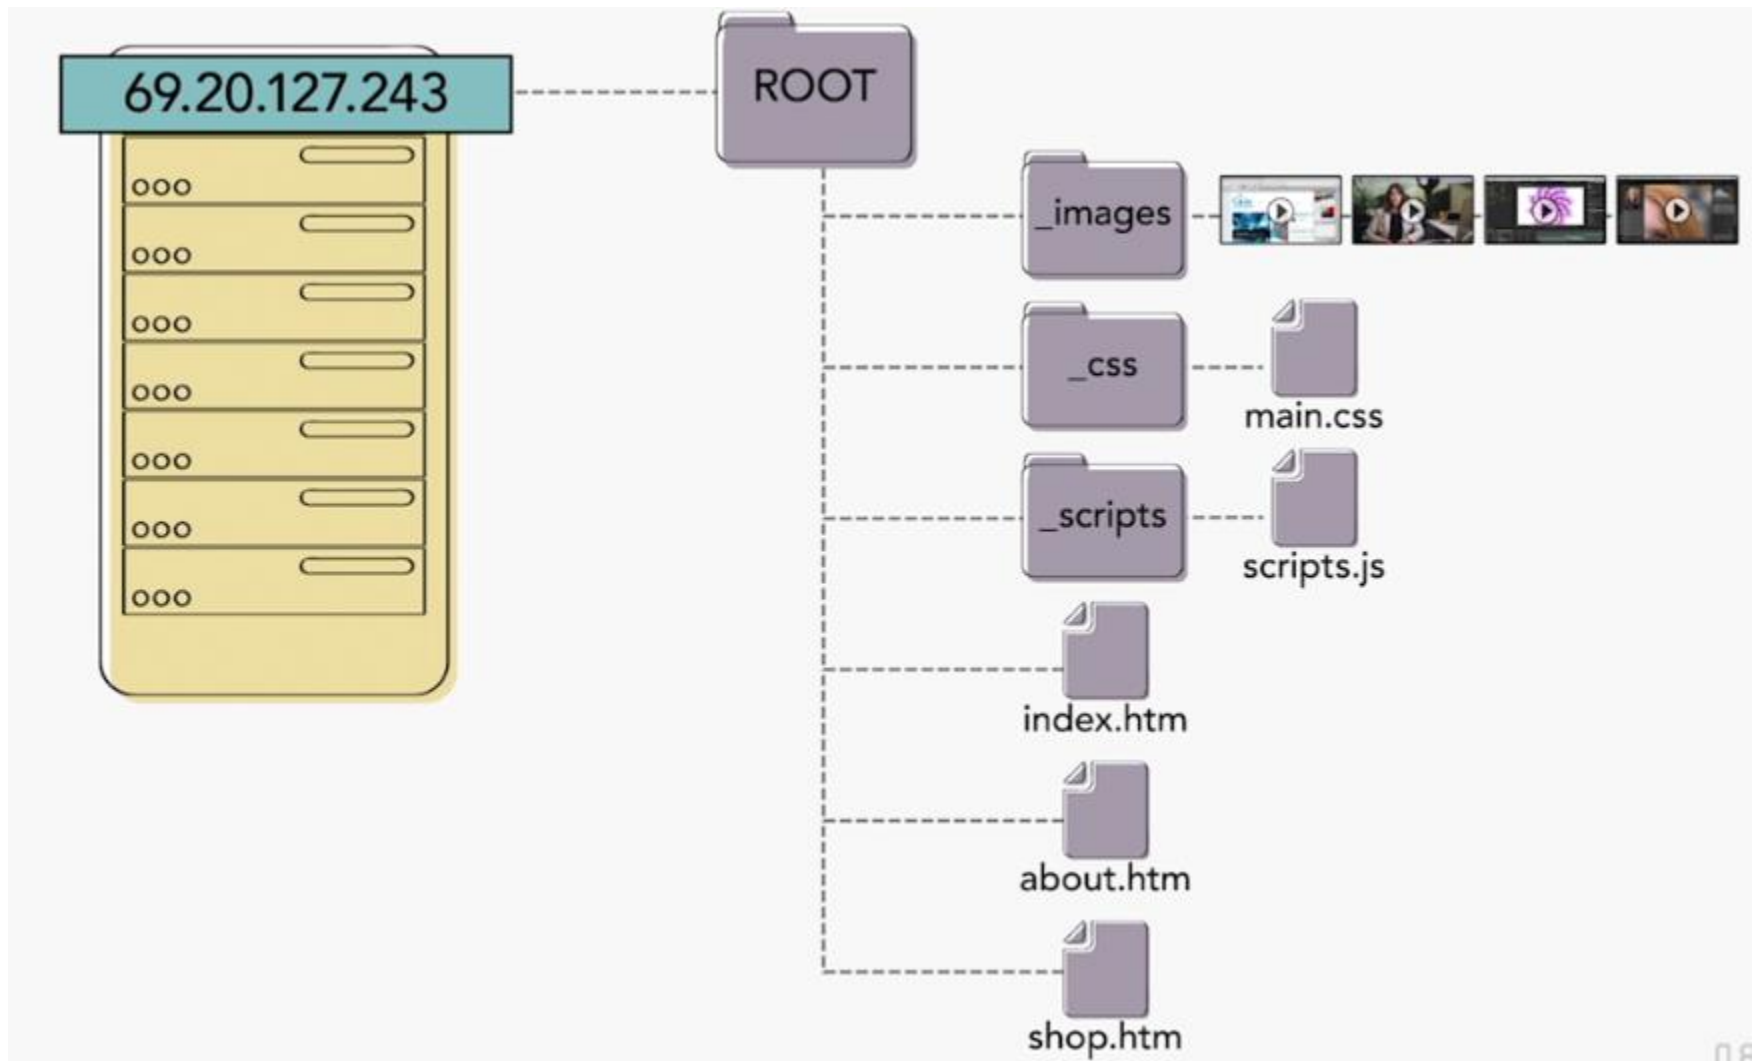 69.20.127.243
ROOT
_images
_css
main.css
_scripts
scripts.js
index.htm
about.htm
shop.htm